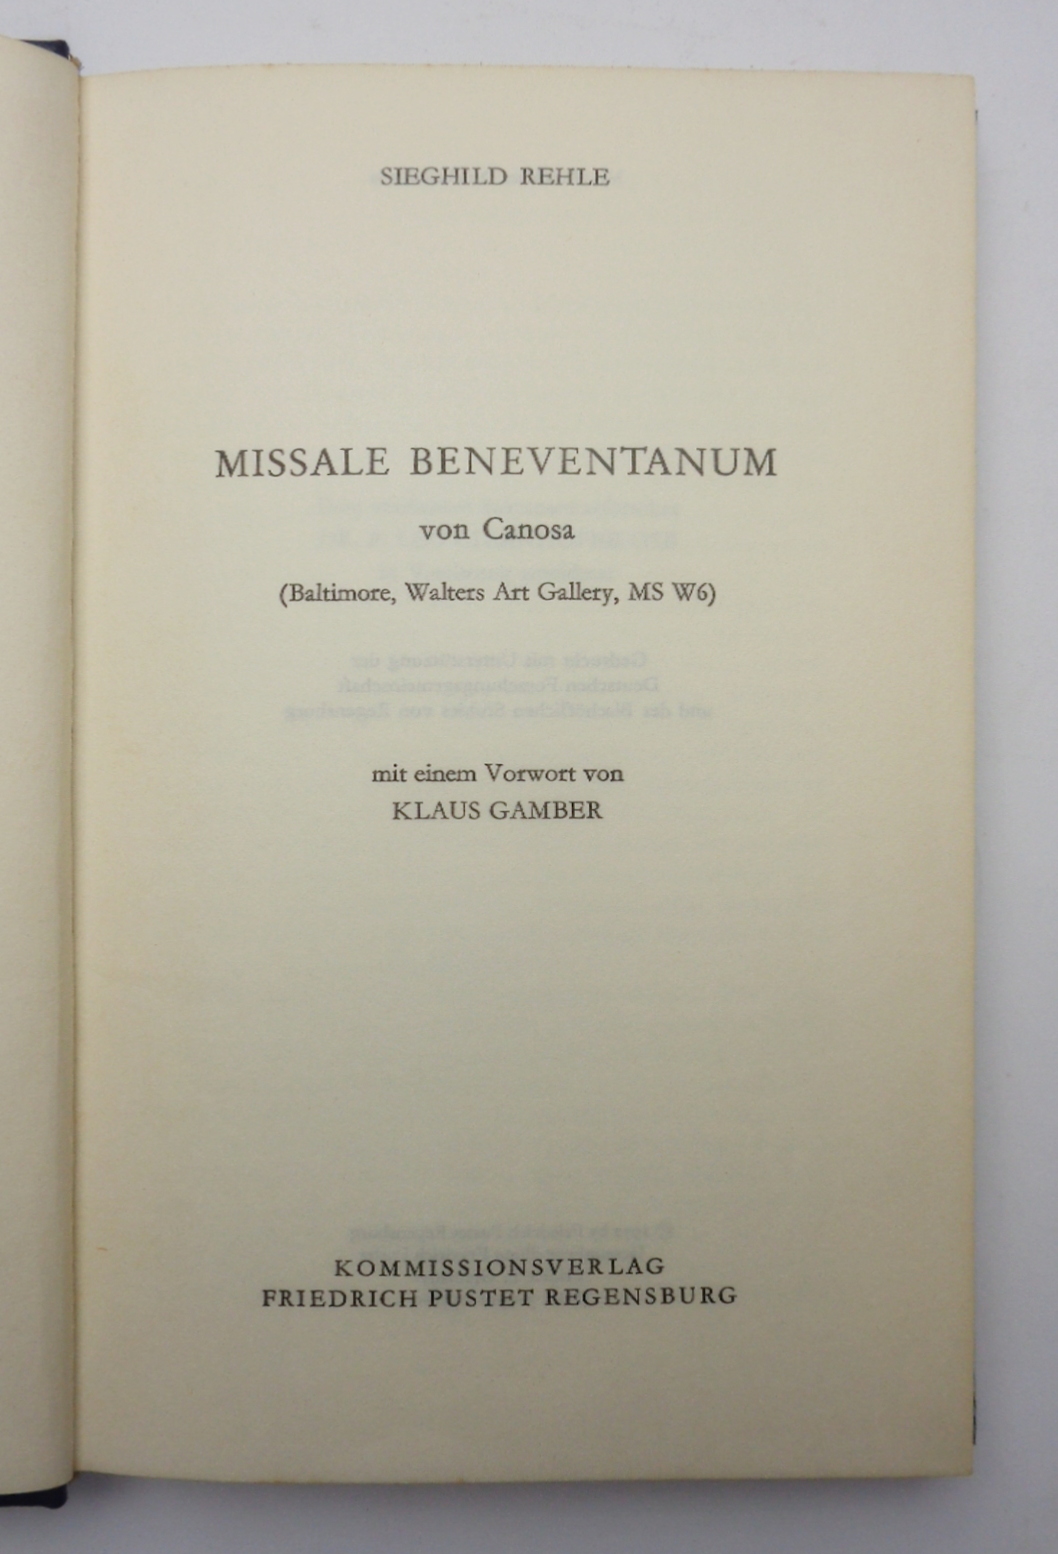 SIEGHILD REHLE
MISSALE BENEVENTANUM
von Canosa
(Baltimore, Walters Art Gallery, MS W6)
mit einem Vorwort von
KLAUS GAMBER
KOMMISSIONSVERLAG
FRIEDRICH PUSTET REGENSBURG